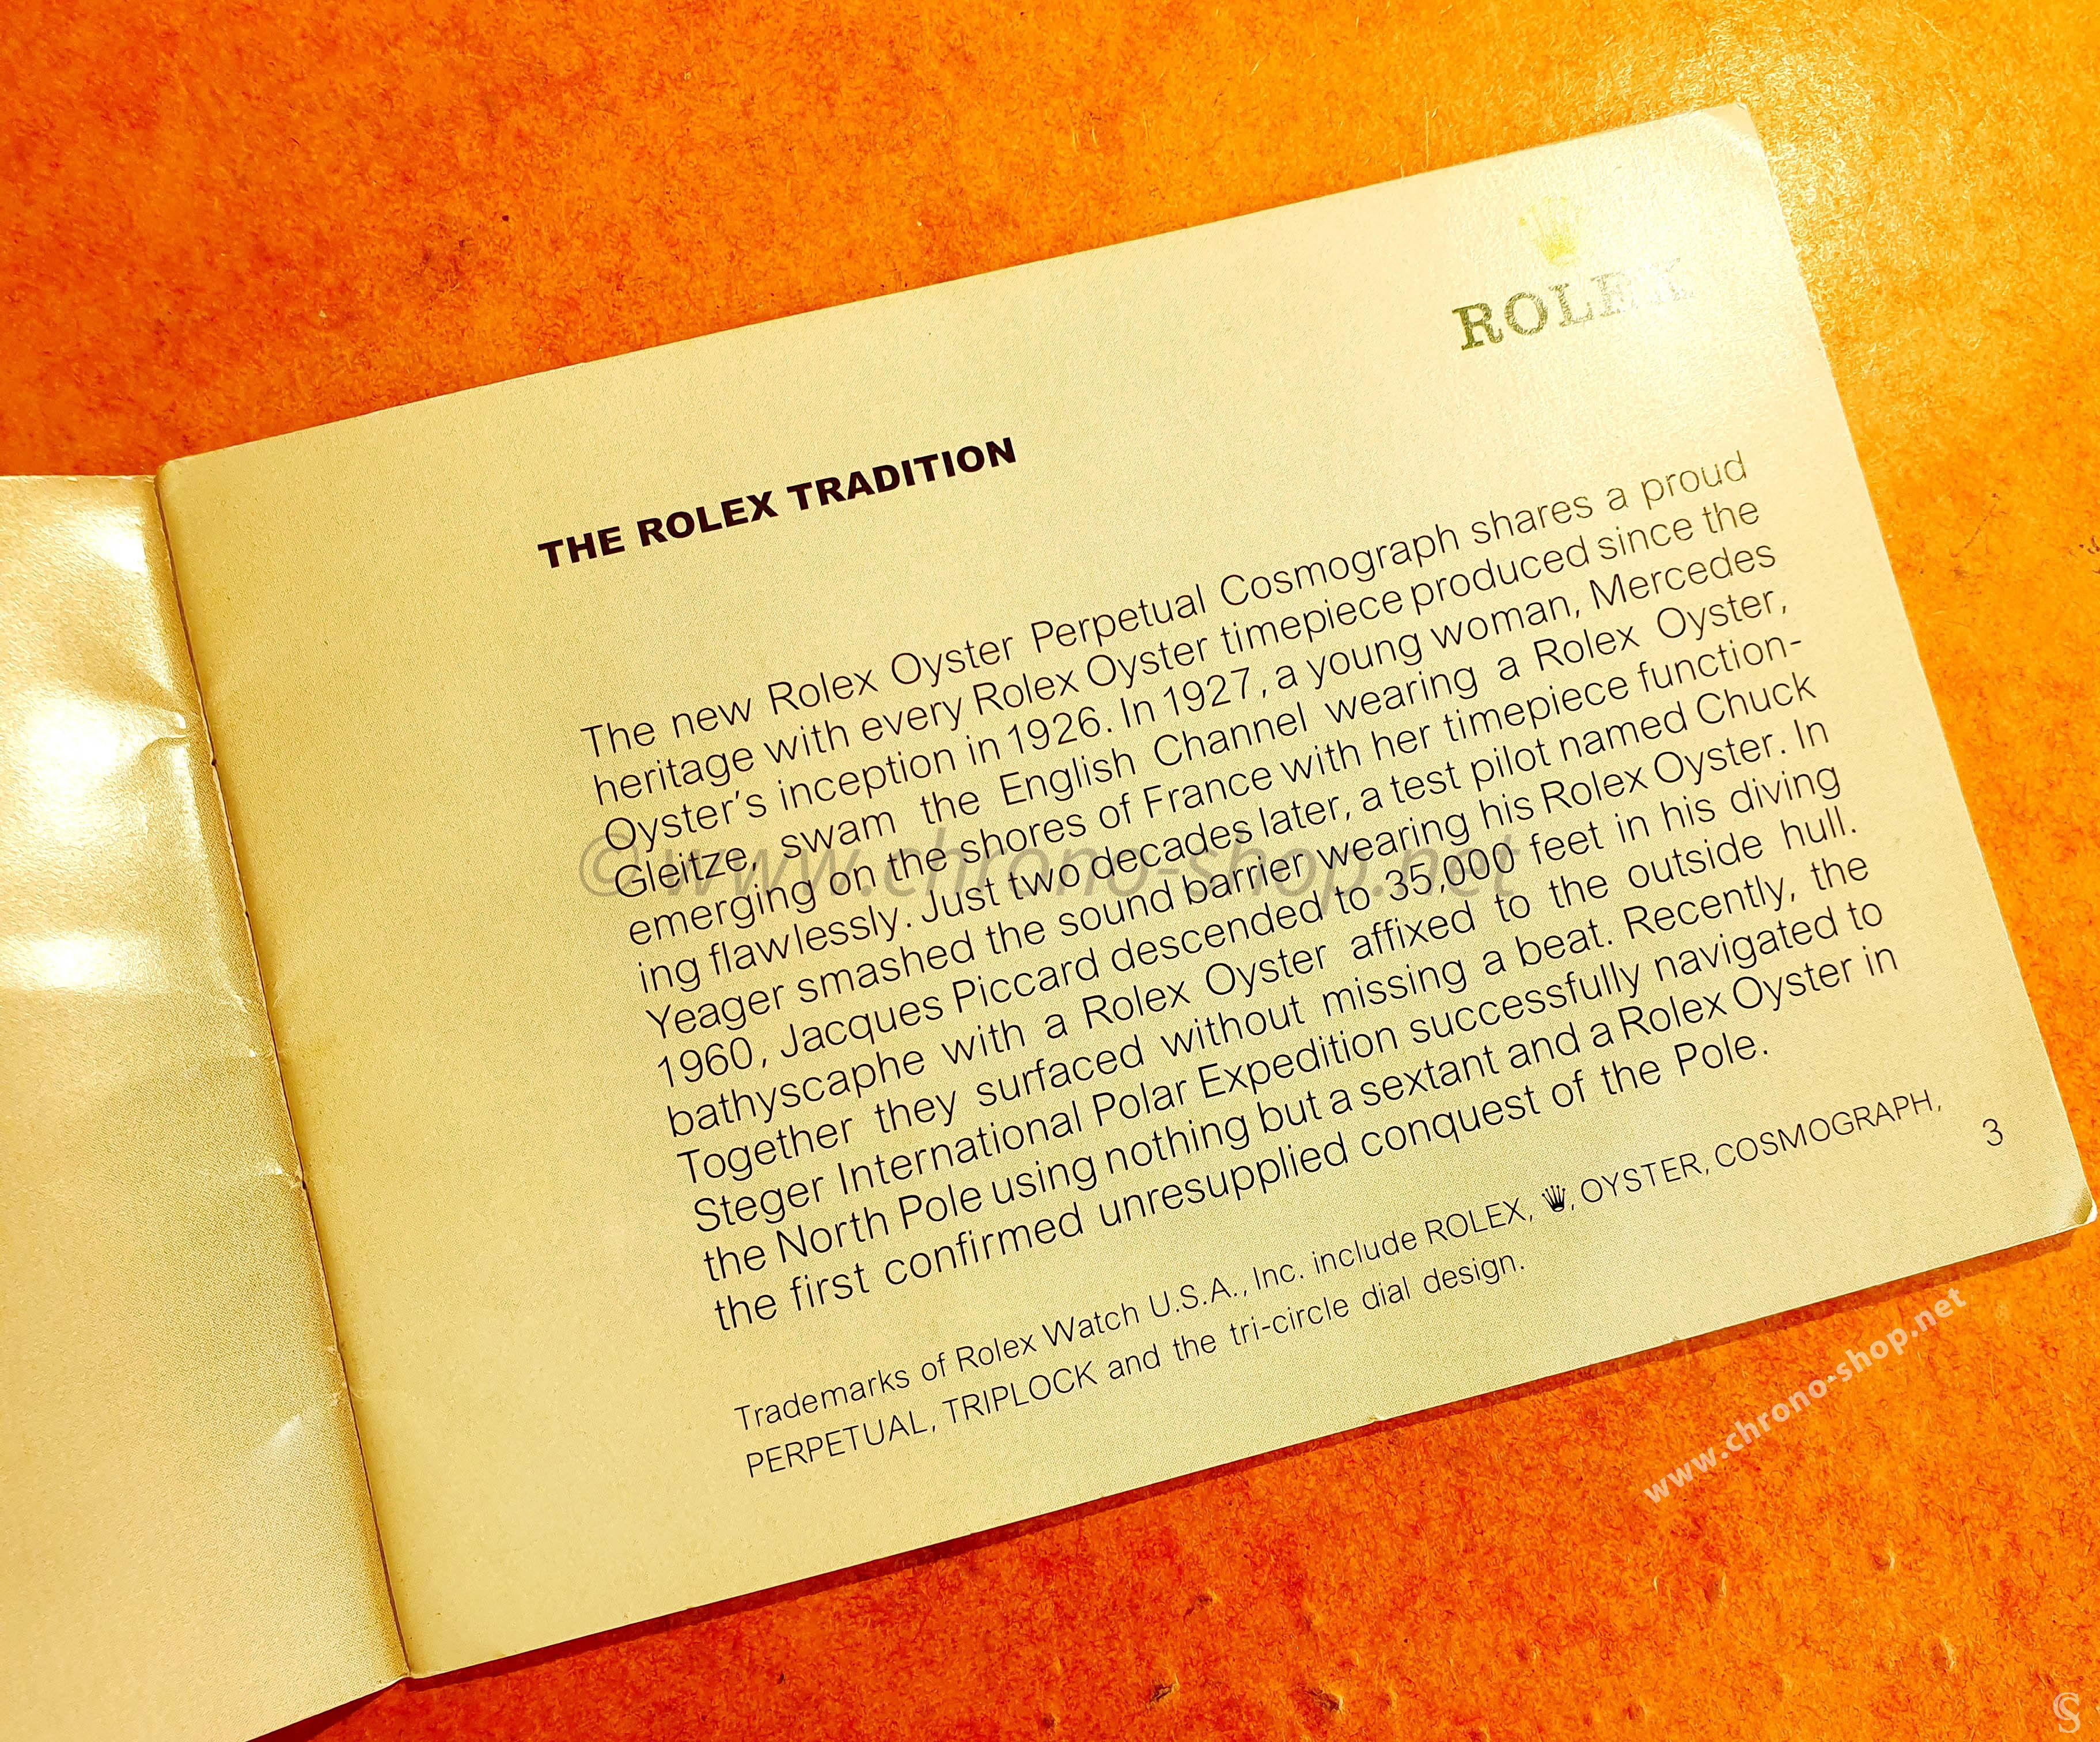 ROLEX
THE ROLEX TRADITION
The new Rolex Oyster Perpetual Cosmograph shares a proud
heritage with every Rolex Oyster timepiece produced since the
Oyster's inception in 1926. In 1927, a young woman, Mercedes
Gleitze, swam the English Channel wearing a Rolex Oyster,
emerging on the shores of France with her timepiece function-
ing flawlessly. Just two decades later, a test pilot named Chuck
Yeager smashed the sound barrier wearing his Rolex Oyster. In
1960, Jacques Piccard descended to 35,000 feet in his diving
bathyscaphe with a Rolex Oyster affixed to the outside hull.
Together they surfaced without missing a beat. Recently, the
Steger International Polar Expedition successfully navigated to
the North Pole using nothing but a sextant and a Rolex Oyster in
the first confirmed unresupplied conquest of the Pole.
Trademarks of Rolex Watch U.S.A., Inc. include ROLEX, , OYSTER, COSMOGRAPH,
PERPETUAL, TRIPLOCK and the tri-circle dial design.
3
©www.chrono-shop.net
www.chrono-shop.net